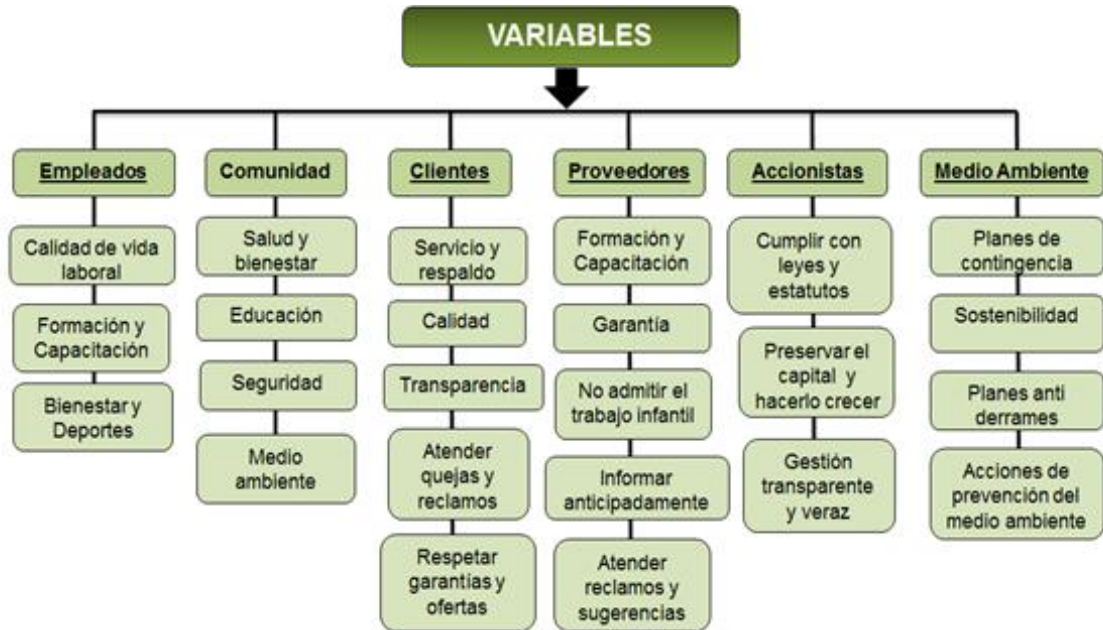 VARIABLES
Empleados
Calidad de vida
laboral
Formación y
Capacitación
Bienestar y
Deportes
Comunidad
Salud y
bienestar
Educación
Seguridad
Medio
ambiente
Clientes
Servicio y
respaldo
Calidad
Transparencia
Atender
quejas y
reclamos
Respetar
garantías y
ofertas
Proveedores
Formación y
Capacitación
Garantía
No admitir el
trabajo infantil
Informar
anticipadamente
Atender
reclamos y
sugerencias
Accionistas
Cumplir con
leyes y
estatutos
Preservar el
capital y
hacerlo crecer
Gestión
transparente
y veraz
Medio Ambiente
Planes de
contingencia
Sostenibilidad
Planes anti
derrames
Acciones de
prevención del
medio ambiente